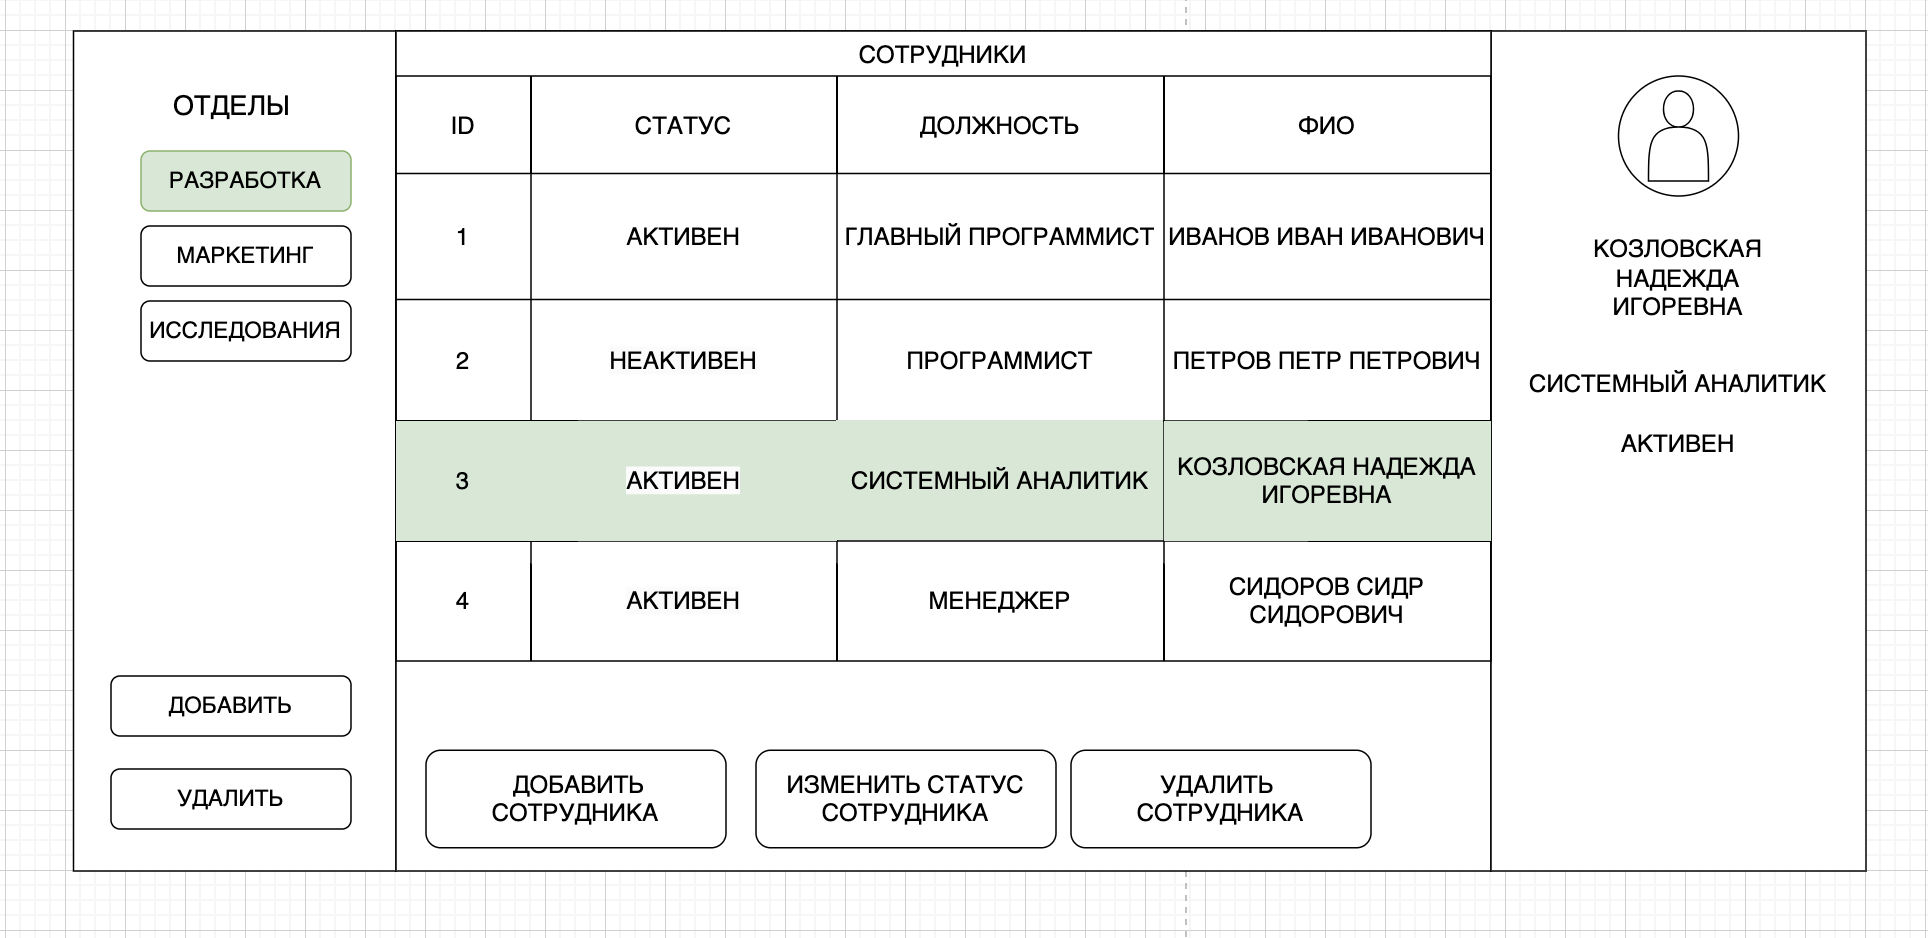 ОТДЕЛЫ
РАЗРАБОТКА
МАРКЕТИНГ
ИССЛЕДОВАНИЯ
ДОБАВИТЬ
УДАЛИТЬ
СОТРУДНИКИ
ID СТАТУС ДОЛЖНОСТЬ ФИО
1 АКТИВЕН ГЛАВНЫЙ ПРОГРАММИСТ ИВАНОВ ИВАН ИВАНОВИЧ
2 НЕАКТИВЕН ПРОГРАММИСТ ПЕТРОВ ПЕТР ПЕТРОВИЧ
3 АКТИВЕН СИСТЕМНЫЙ АНАЛИТИК КОЗЛОВСКАЯ НАДЕЖДА
ИГОРЕВНА
4 АКТИВЕН МЕНЕДЖЕР СИДОРОВ СИДР
СИДОРОВИЧ
ДОБАВИТЬ
СОТРУДНИКА
ИЗМЕНИТЬ СТАТУС
СОТРУДНИКА
УДАЛИТЬ
СОТРУДНИКА
КОЗЛОВСКАЯ
НАДЕЖДА
ИГОРЕВНА
СИСТЕМНЫЙ АНАЛИТИК
АКТИВЕН